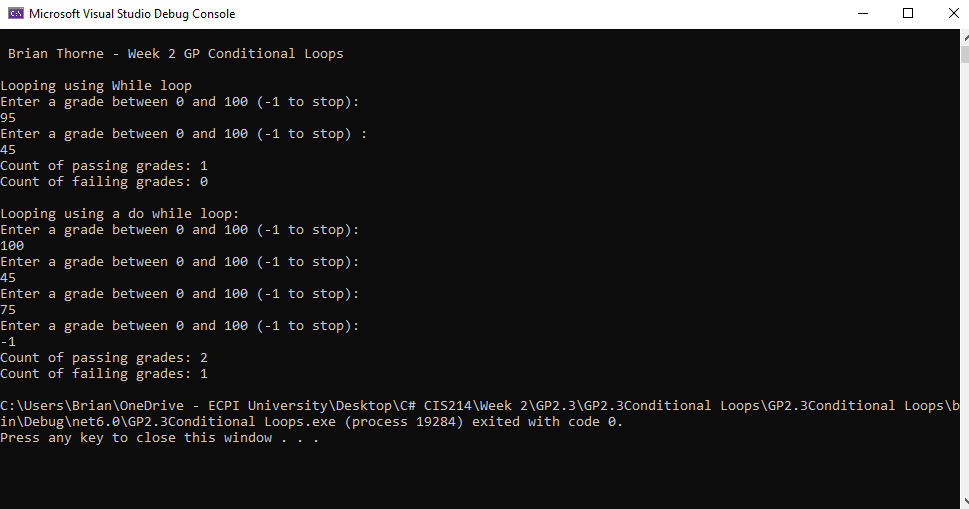 Microsoft Visual Studio Debug Console
Brian Thorne - Week 2 GP Conditional Loops
Looping using While loop
Enter a grade between 0 and 100 (-1 to stop):
95
Enter a grade between 0 and 100 (-1 to stop) :
45
Count of passing grades: 1
Count of failing grades: 0
Looping using a do while loop:
Enter a grade between 0 and 100 (-1 to stop):
100
Enter a grade between 0 and 100 (-1 to stop):
45
Enter a grade between 0 and 100 (-1 to stop):
75
Enter a grade between 0 and 100 (-1 to stop):
-1
Count of passing grades: 2
Count of failing grades: 1
C:\Users\Brian\OneDrive - ECPI University\Desktop\C# CIS214\Week 2\GP2.3\GP2.3Conditional Loops\GP2.3Conditional Loops\b
in\Debug\net6.0\GP2.3Conditional Loops.exe (process 19284) exited with code 0.
Press any key to close this window . . .